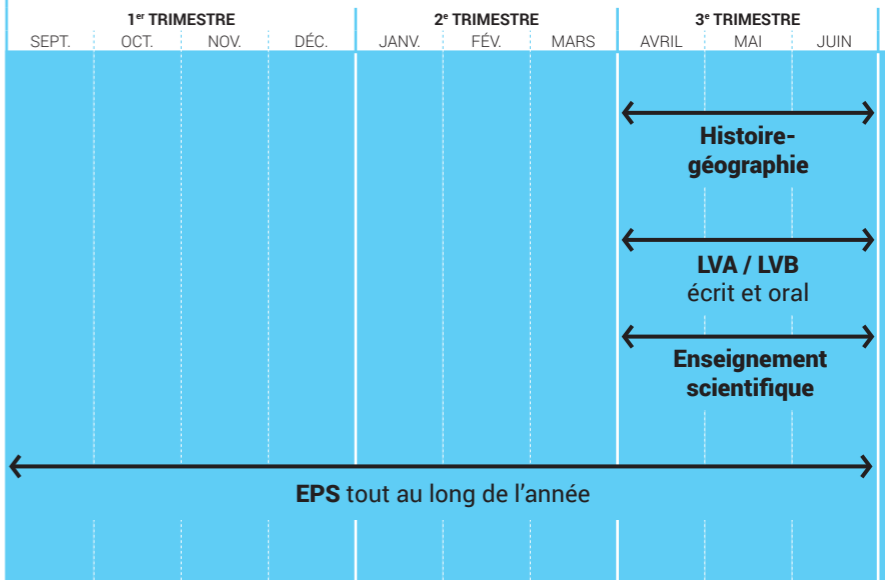 1er TRIMESTRE 2e TRIMESTRE 3e TRIMESTRE
SEPT. OCT. NOV. DÉC. JANV. FÉV. MARS AVRIL MAI JUIN
Histoire-
géographie
LVA / LVB
écrit et oral
Enseignement
scientifique
EPS tout au long de l’année